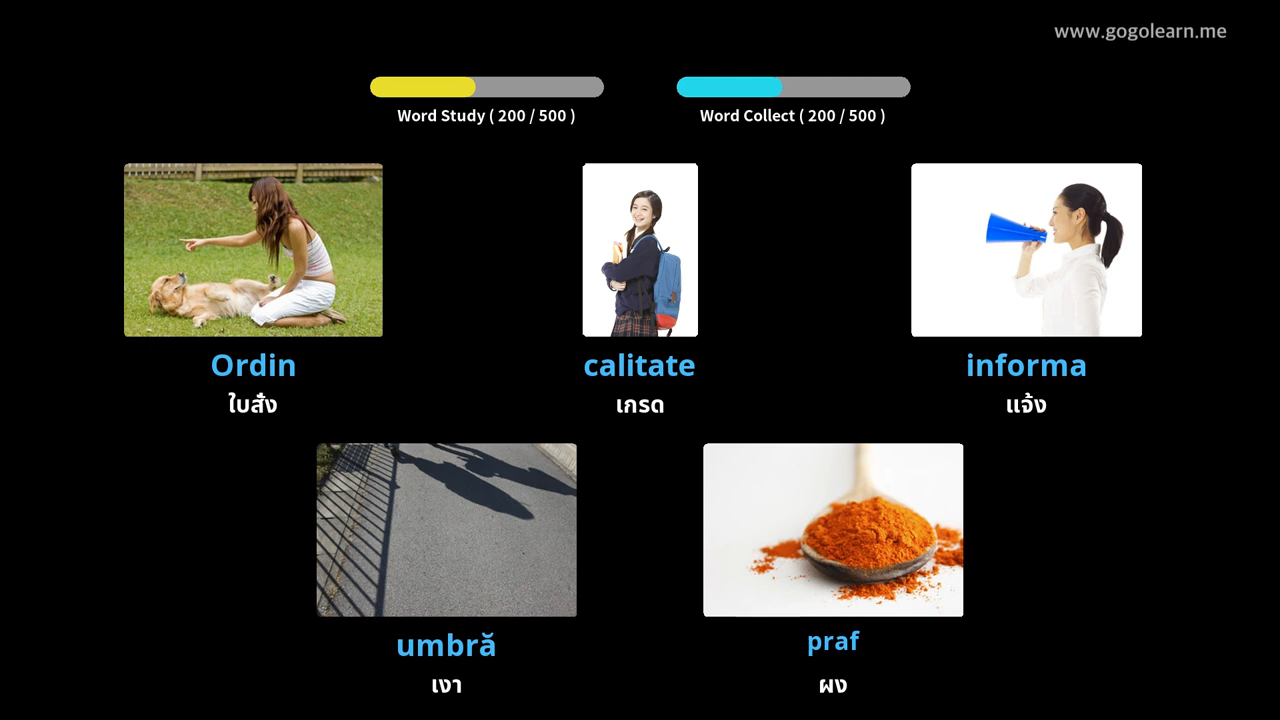 www.gogolearn.me
Word Study ( 200 / 500 )
Word Collect ( 200 / 500 )
Ordin
ใบสั่ง
calitate
เกรด
informa
แจ้ง
umbră
เงา
praf
ผง